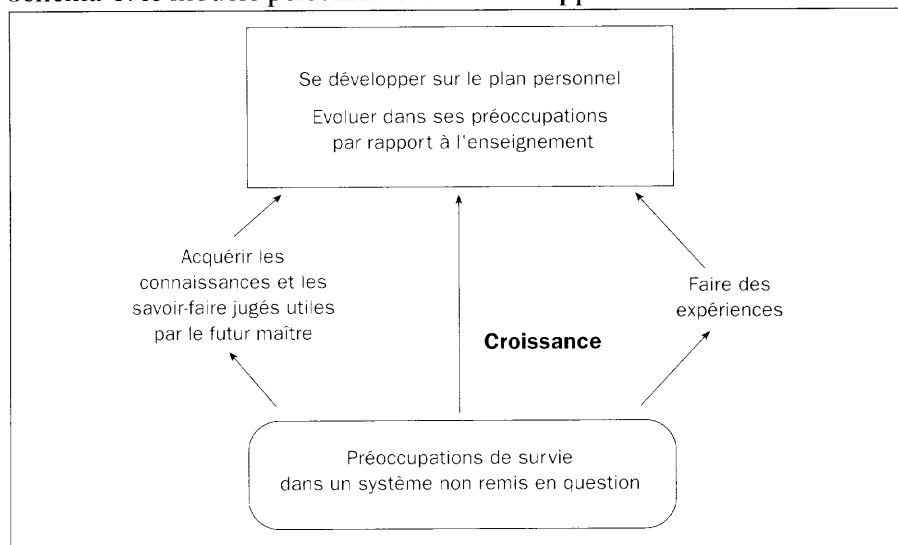 Se développer sur le plan personnel
Evoluer dans ses préoccupations
par rapport à l'enseignement
Acquérir les
connaissances et les
savoir-faire jugés utiles
par le futur maître
Faire des
expériences
Croissance
Préoccupations de survie
dans un système non remis en question